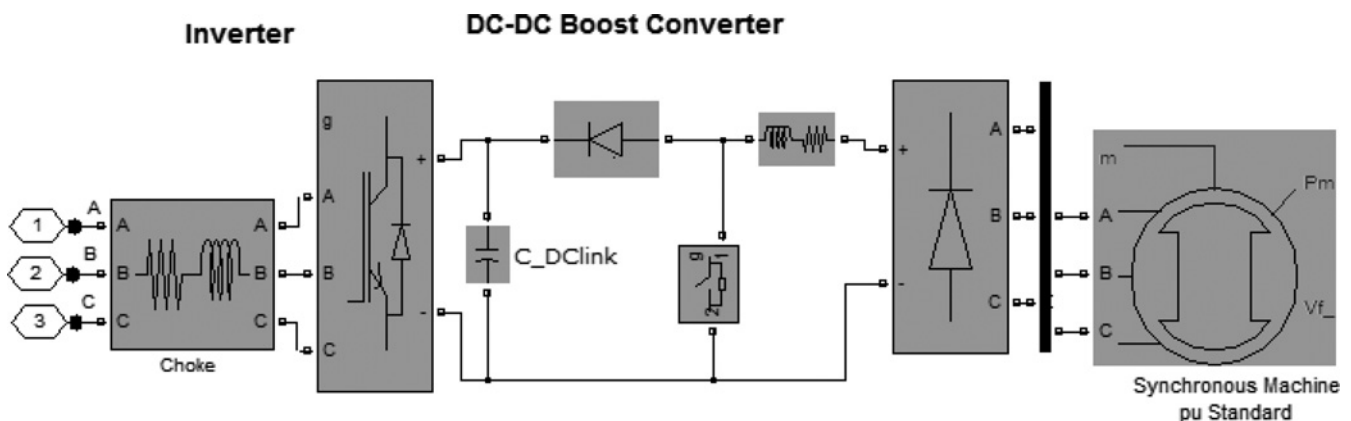 Inverter
DC-DC Boost Converter
g
+
-
A
B
C
1
2
3
A
B
C
A
B
C
A
B
C
Choke
C_DClink
g
1
2
+
-
A
B
C
m
Pm
A
B
C
Vf_
Synchronous Machine
pu Standard